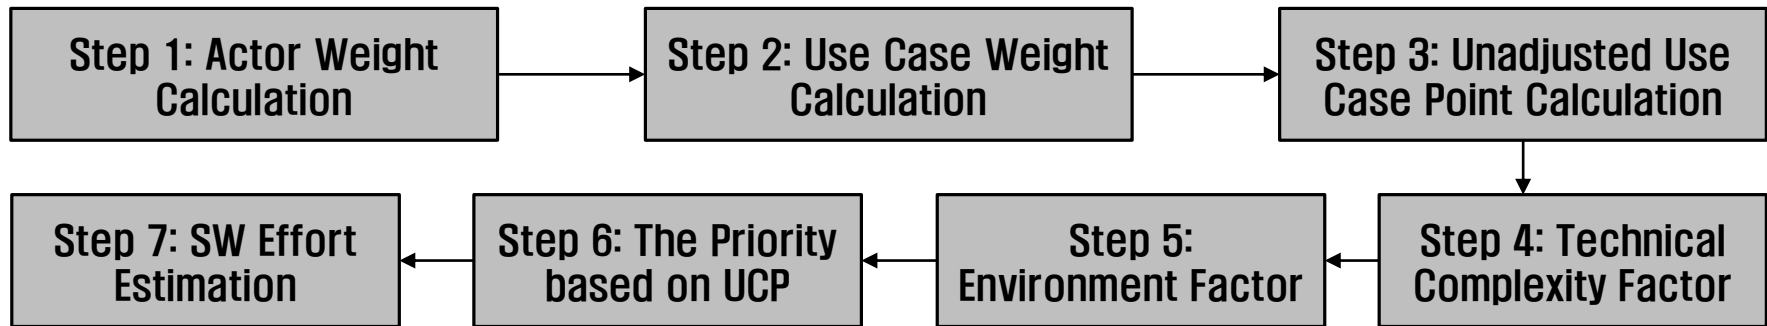 Step 1: Actor Weight
Calculation
Step 2: Use Case Weight
Calculation
Step 3: Unadjusted Use
Case Point Calculation
Step 4: Technical
Complexity Factor
Step 5:
Environment Factor
Step 6: The Priority
based on UCP
Step 7: SW Effort
Estimation